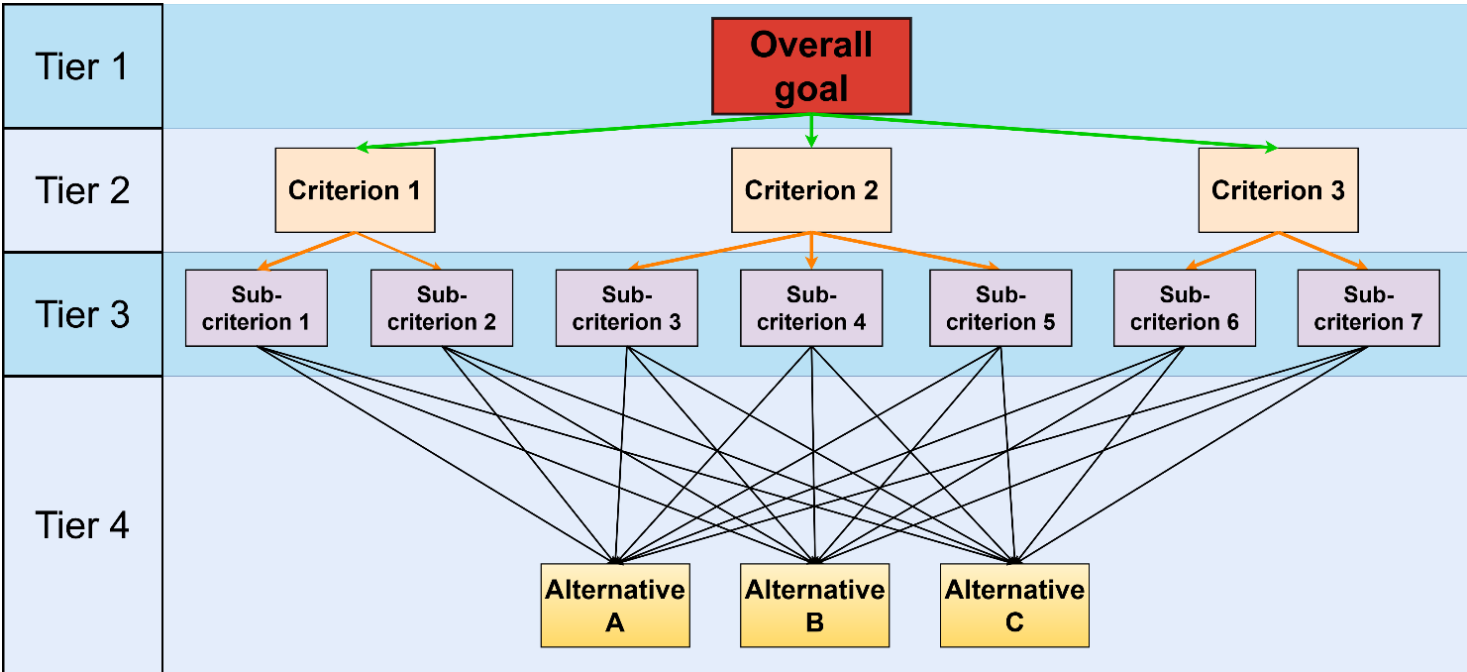 Tier 1
Overall
goal
Tier 2
Criterion 1
Criterion 2
Criterion 3
Tier 3
Sub-
criterion 1
Sub-
criterion 2
Sub-
criterion 3
Sub-
criterion 4
Sub-
criterion 5
Sub-
criterion 6
Sub-
criterion 7
Tier 4
Alternative
A
Alternative
B
Alternative
C